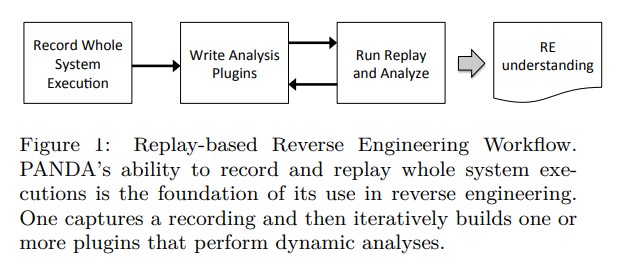 Record Whole
System
Execution
Write Analysis
Plugins
Run Replay
and Analyze
RE
understanding
Figure 1: Replay-based Reverse Engineering Workflow.
PANDA's ability to record and replay whole system exe-
cutions is the foundation of its use in reverse engineering.
One captures a recording and then iteratively builds one or
more plugins that perform dynamic analyses.